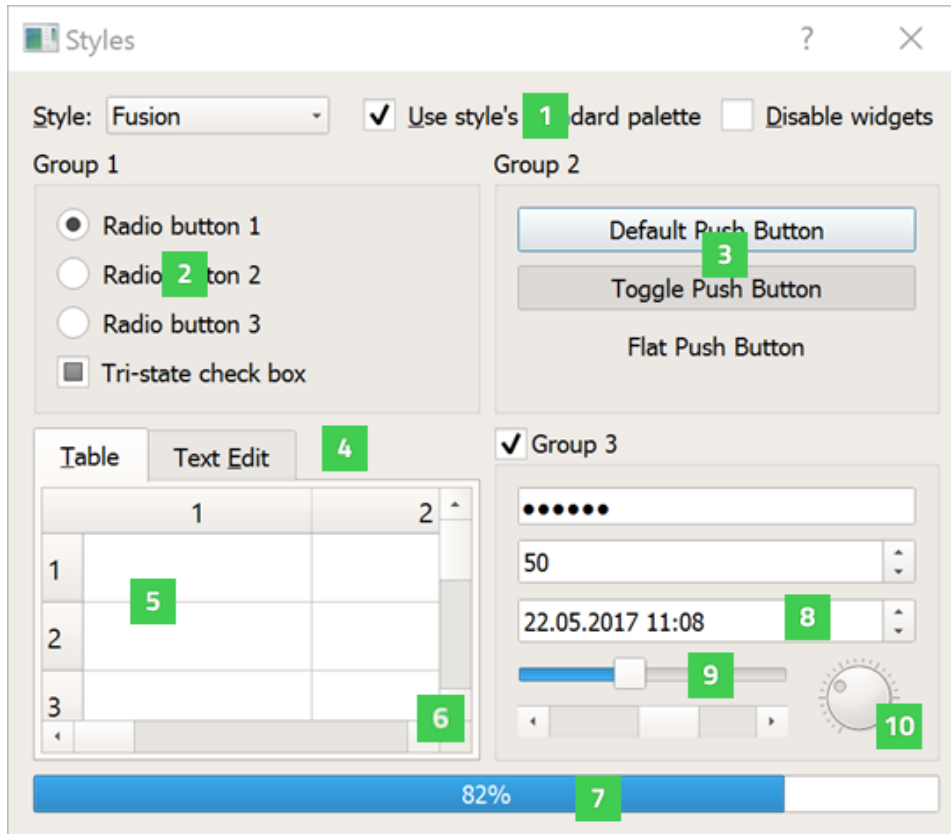 Styles ? ×
Style: Fusion Use style's 1 ndard palette Disable widgets
Group 1
Radio button 1
Radio 2 ton 2
Radio button 3
Tri-state check box
Group 2
Default Push Button
3
Toggle Push Button
Flat Push Button
Table Text Edit 4
1 2
1
5
2
3
6
Group 3
••••••
50
22.05.2017 11:08 8
9
10
82% 7